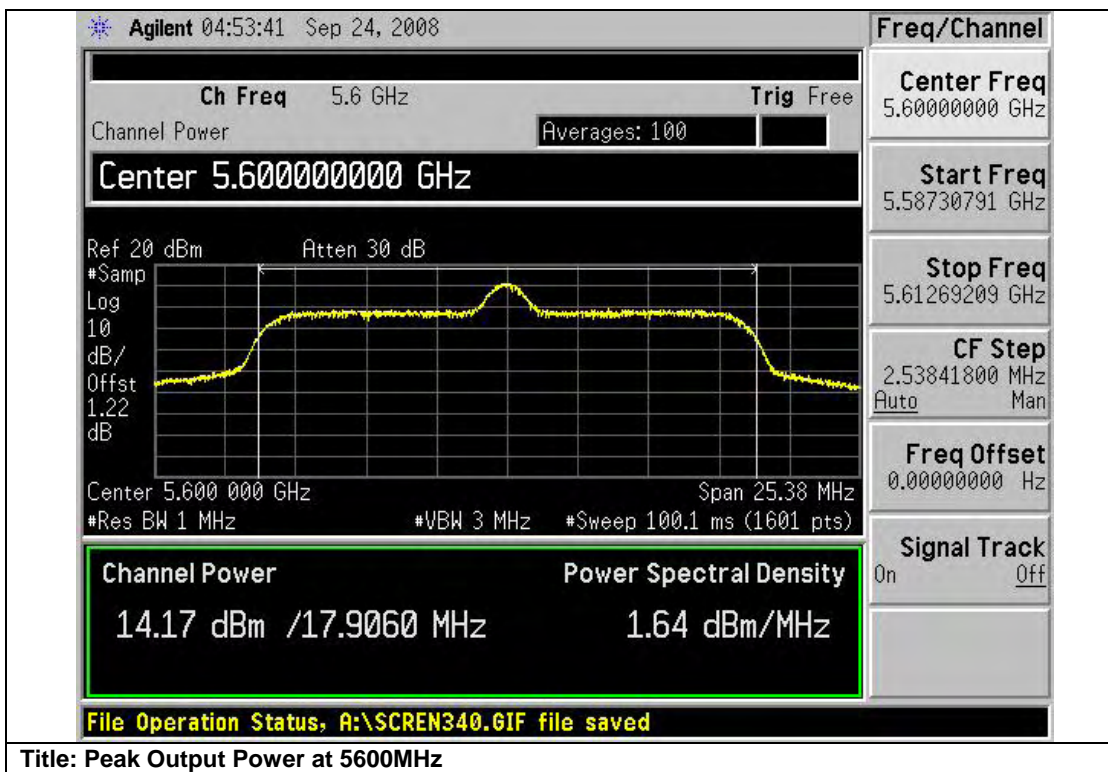 Agilent 04:53:41 Sep 24, 2008
Freq/Channel
Ch Freq 5.6 GHz Trig Free
Channel Power Averages: 100
Center 5.600000000 GHz
Ref 20 dBm Atten 30 dB
#Samp
Log
10
dB/
Offst
1.22
dB
Center 5.600 000 GHz Span 25.38 MHz
#Res BW 1 MHz #VBW 3 MHz #Sweep 100.1 ms (1601 pts)
Channel Power Power Spectral Density
14.17 dBm /17.9060 MHz 1.64 dBm/MHz
File Operation Status, A:\SCREN340.GIF file saved
Center Freq
5.60000000 GHz
Start Freq
5.58730791 GHz
Stop Freq
5.61269209 GHz
CF Step
2.53841800 MHz
Auto Man
Freq Offset
0.00000000 Hz
Signal Track
On Off
Title: Peak Output Power at 5600MHz